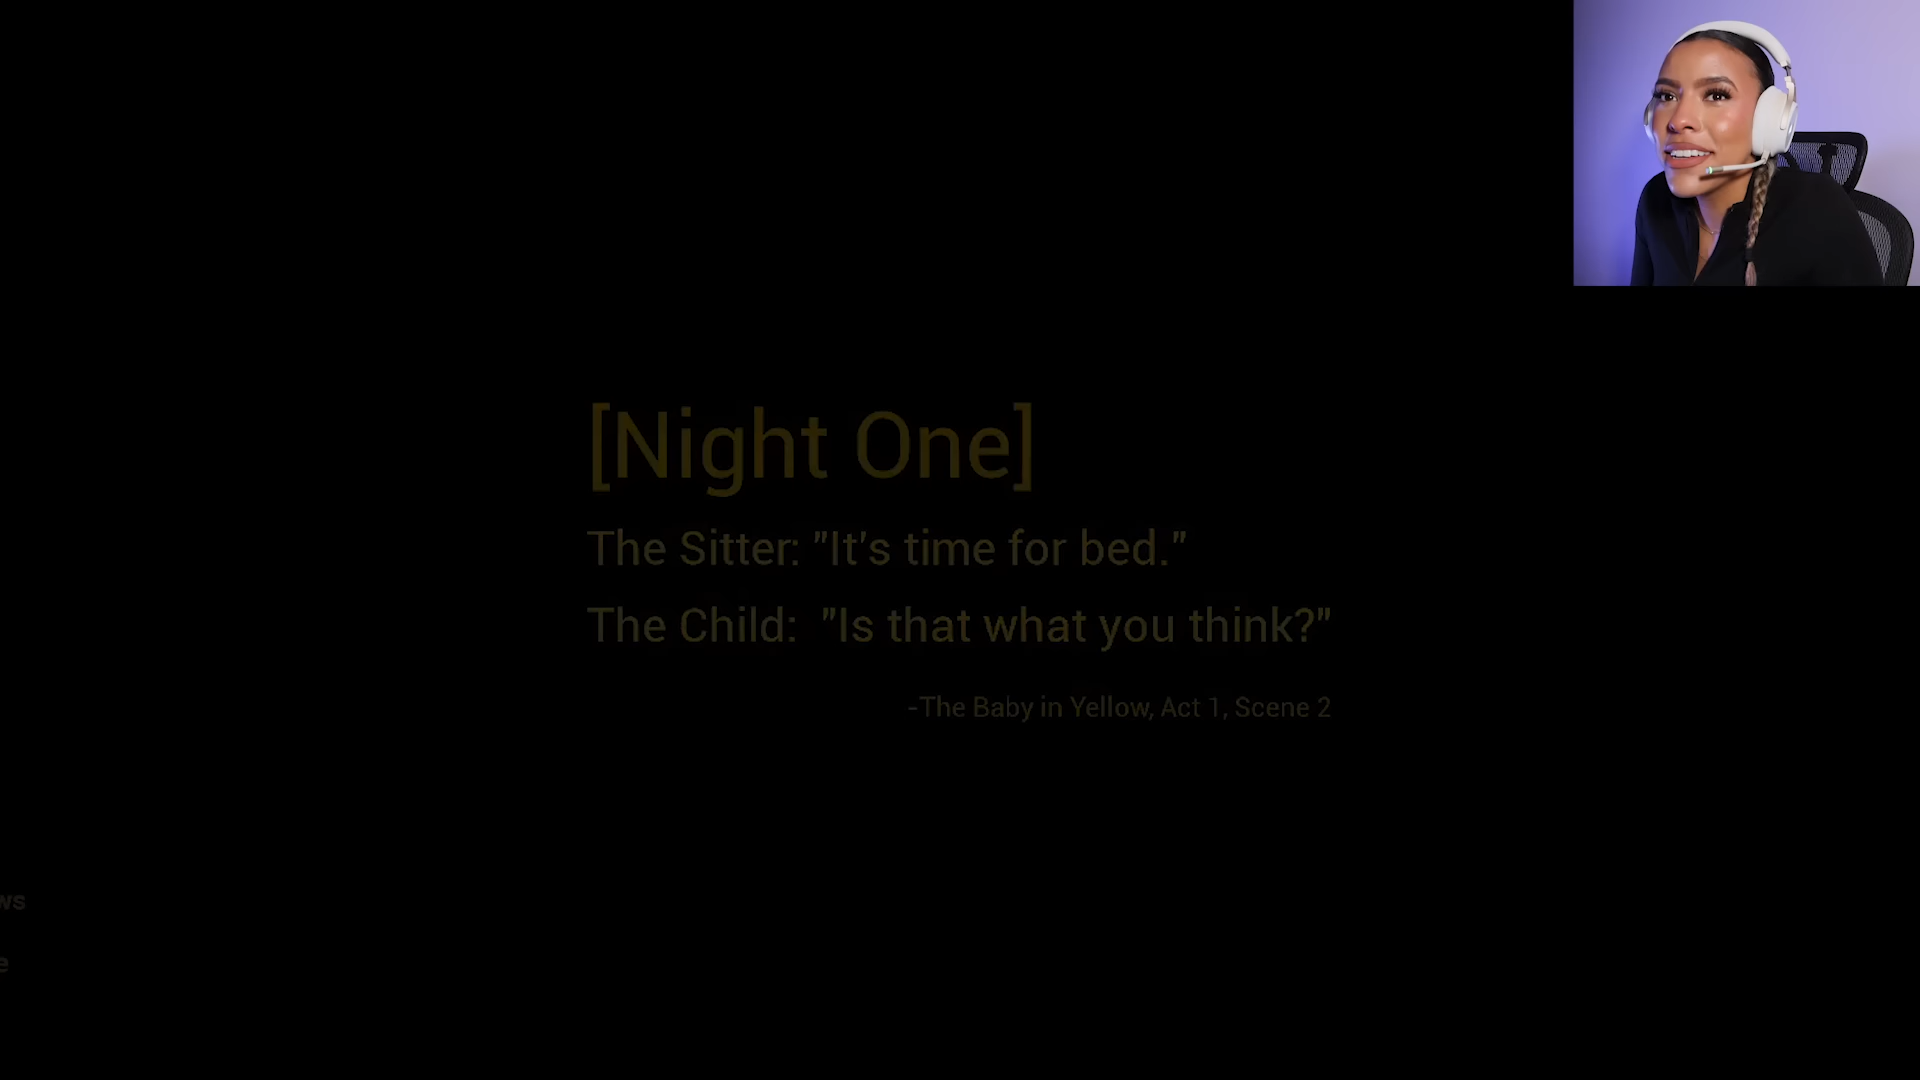 [Night One]
The Sitter: "It's time for bed."
The Child:  "Is that what you think?"
-The Baby in Yellow, Act 1, Scene 2
ws
e